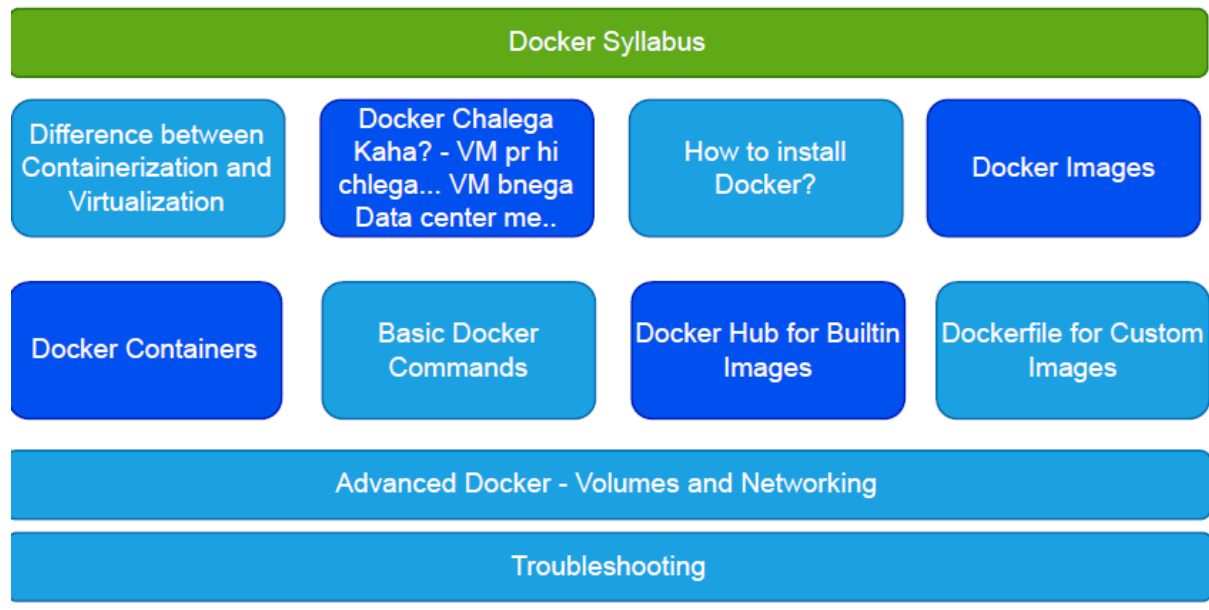 Docker Syllabus
Difference between
Containerization and
Virtualization
Docker Chalega
Kaha? - VM pr hi
chlega... VM bnega
Data center me..
How to install
Docker?
Docker Images
Docker Containers
Basic Docker
Commands
Docker Hub for Builtin
Images
Dockerfile for Custom
Images
Advanced Docker - Volumes and Networking
Troubleshooting